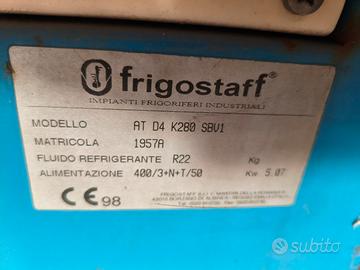 frigostaff®
IMPIANTI FRIGORIFERI INDUSTRIALI
MODELLO AT D4 K280 SBV1
MATRICOLA 1957A
FLUIDO REFRIGERANTE R22 Kg
ALIMENTAZIONE 400/3+N+T/50 Kw 5.07
CE 98
subito